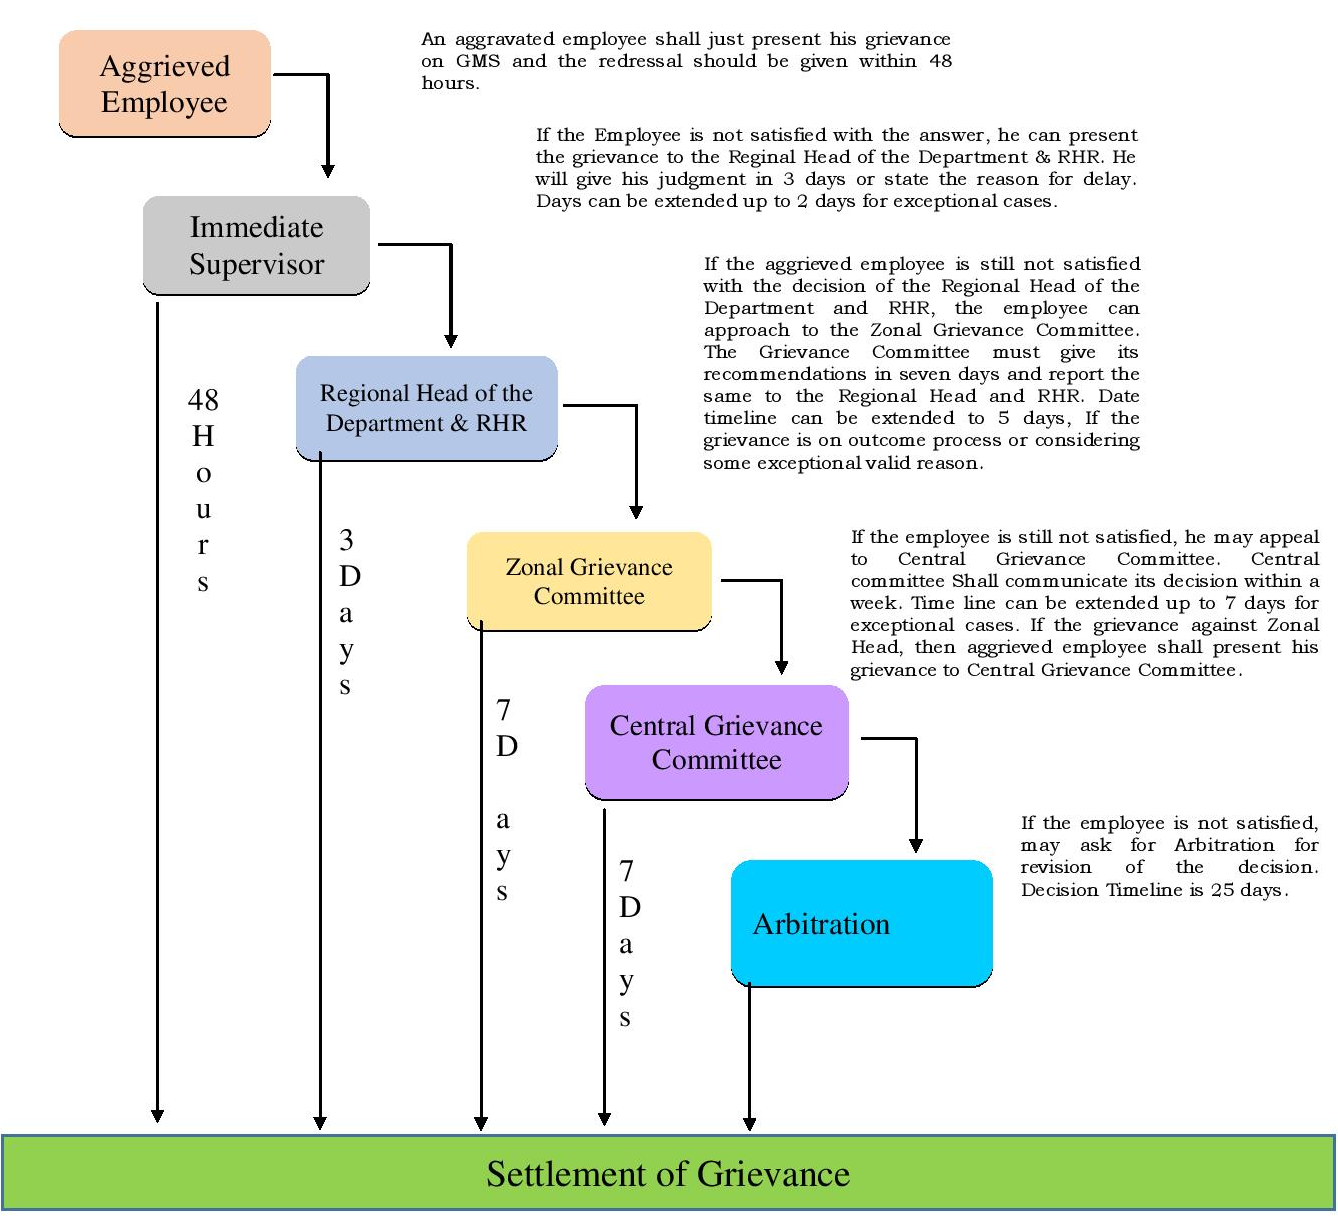 Aggrieved
Employee
An aggravated employee shall just present his grievance
on GMS and the redressal should be given within 48
hours.
If the Employee is not satisfied with the answer, he can present
the grievance to the Reginal Head of the Department & RHR. He
will give his judgment in 3 days or state the reason for delay.
Days can be extended up to 2 days for exceptional cases.
Immediate
Supervisor
If the aggrieved employee is still not satisfied
with the decision of the Regional Head of the
Department and RHR, the employee can
approach to the Zonal Grievance Committee.
The Grievance Committee must give its
recommendations in seven days and report the
same to the Regional Head and RHR. Date
timeline can be extended to 5 days, If the
grievance is on outcome process or considering
some exceptional valid reason.
Regional Head of the
Department & RHR
48
H
o
u
r
s
3
D
a
y
s
Zonal Grievance
Committee
If the employee is still not satisfied, he may appeal
to Central Grievance Committee. Central
committee Shall communicate its decision within a
week. Time line can be extended up to 7 days for
exceptional cases. If the grievance against Zonal
Head, then aggrieved employee shall present his
grievance to Central Grievance Committee.
7
D
a
y
s
Central Grievance
Committee
7
D
a
y
s
If the employee is not satisfied,
may ask for Arbitration for
revision of the decision.
Decision Timeline is 25 days.
Arbitration
Settlement of Grievance